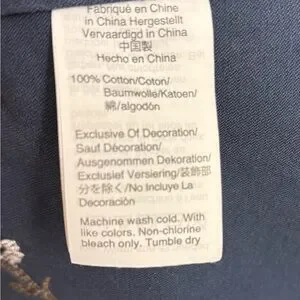 Fabriqué en Chine
in China Hergestellt
Vervaardigd in China
中国製
Hecho en China
100% Cotton/Coton/
Baumwolle/Katoen/
綿/algodón
Exclusive Of Decoration/
Sauf Décoration/
Ausgenommen Dekoration/
Exclusief Versiering/装飾部
分を除く/No Incluye La
Decoración
Machine wash cold. With
like colors. Non-chlorine
bleach only. Tumble dry